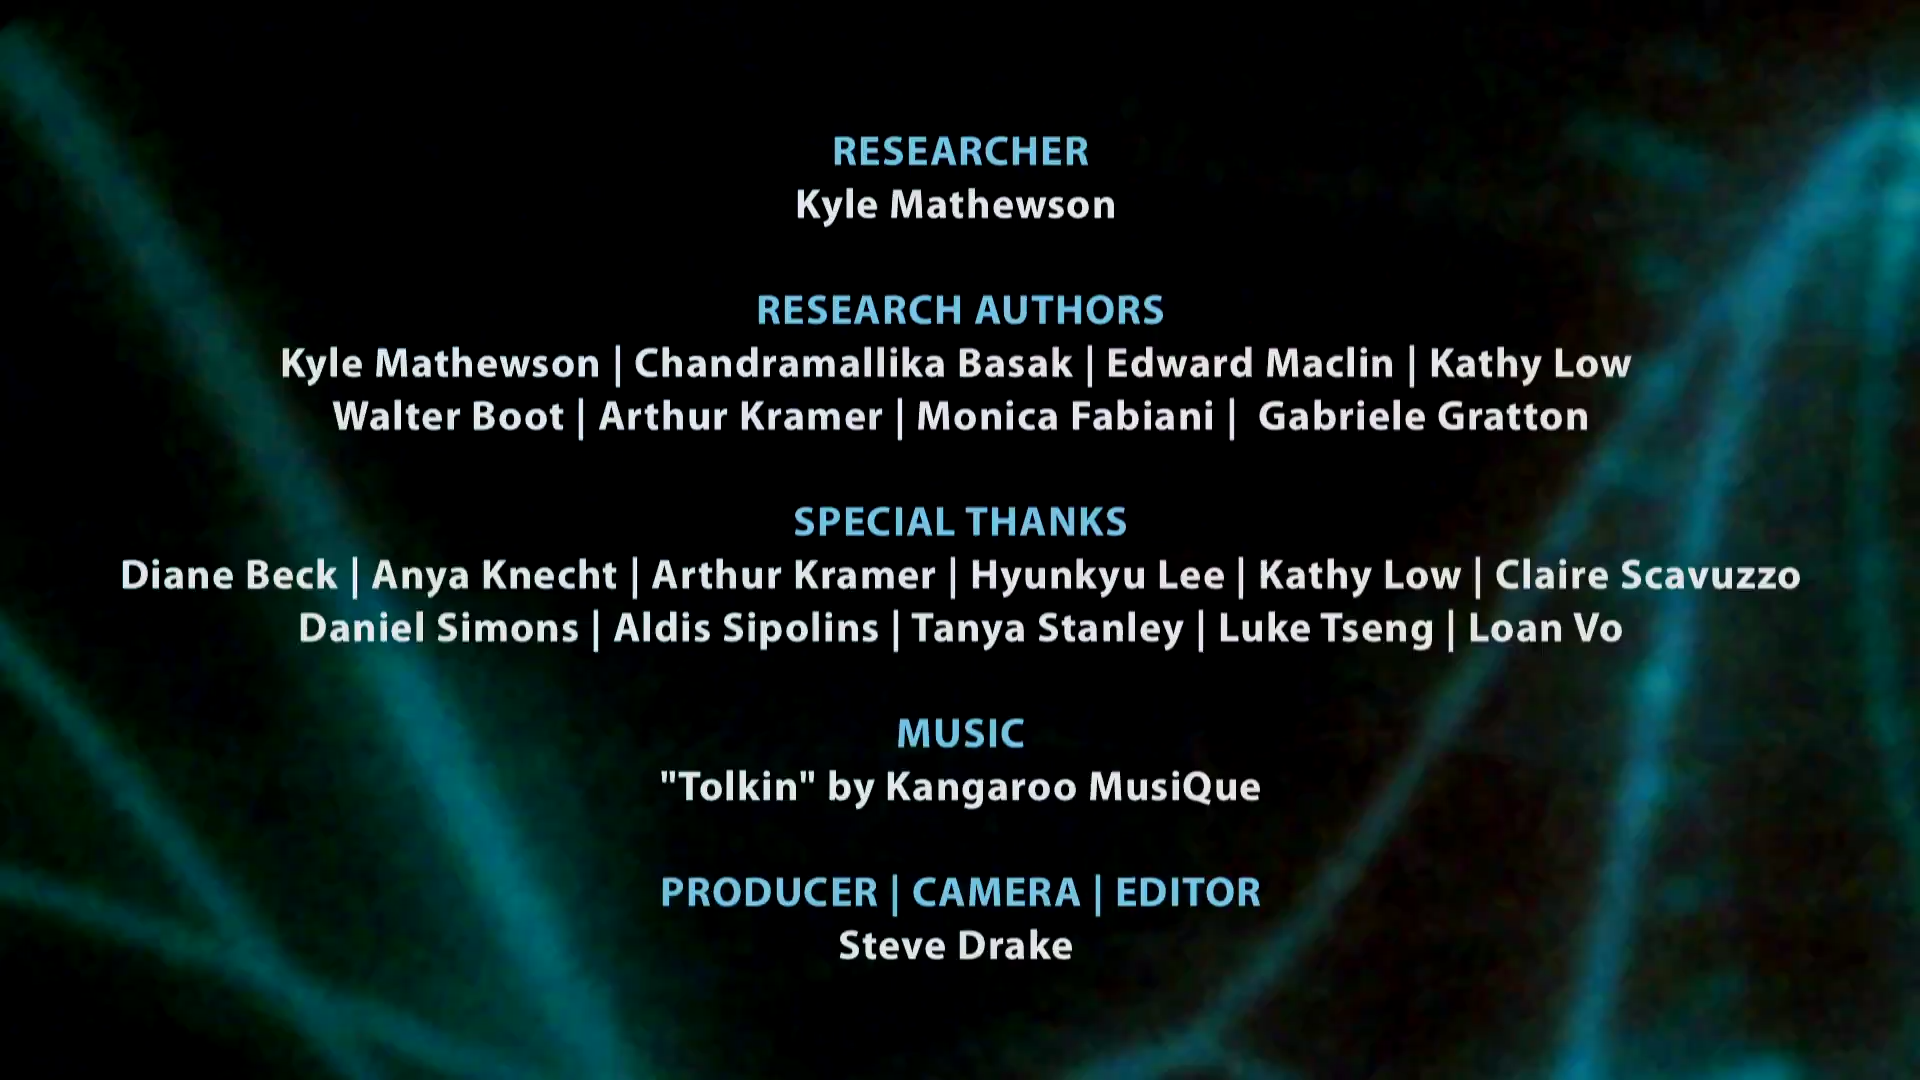 RESEARCHER
Kyle Mathewson
RESEARCH AUTHORS
Kyle Mathewson | Chandramallika Basak | Edward Maclin | Kathy Low
Walter Boot | Arthur Kramer | Monica Fabiani | Gabriele Gratton
SPECIAL THANKS
Diane Beck | Anya Knecht | Arthur Kramer | Hyunkyu Lee | Kathy Low | Claire Scavuzzo
Daniel Simons | Aldis Sipolins | Tanya Stanley | Luke Tseng | Loan Vo
MUSIC
"Tolkin" by Kangaroo MusiQue
PRODUCER | CAMERA | EDITOR
Steve Drake